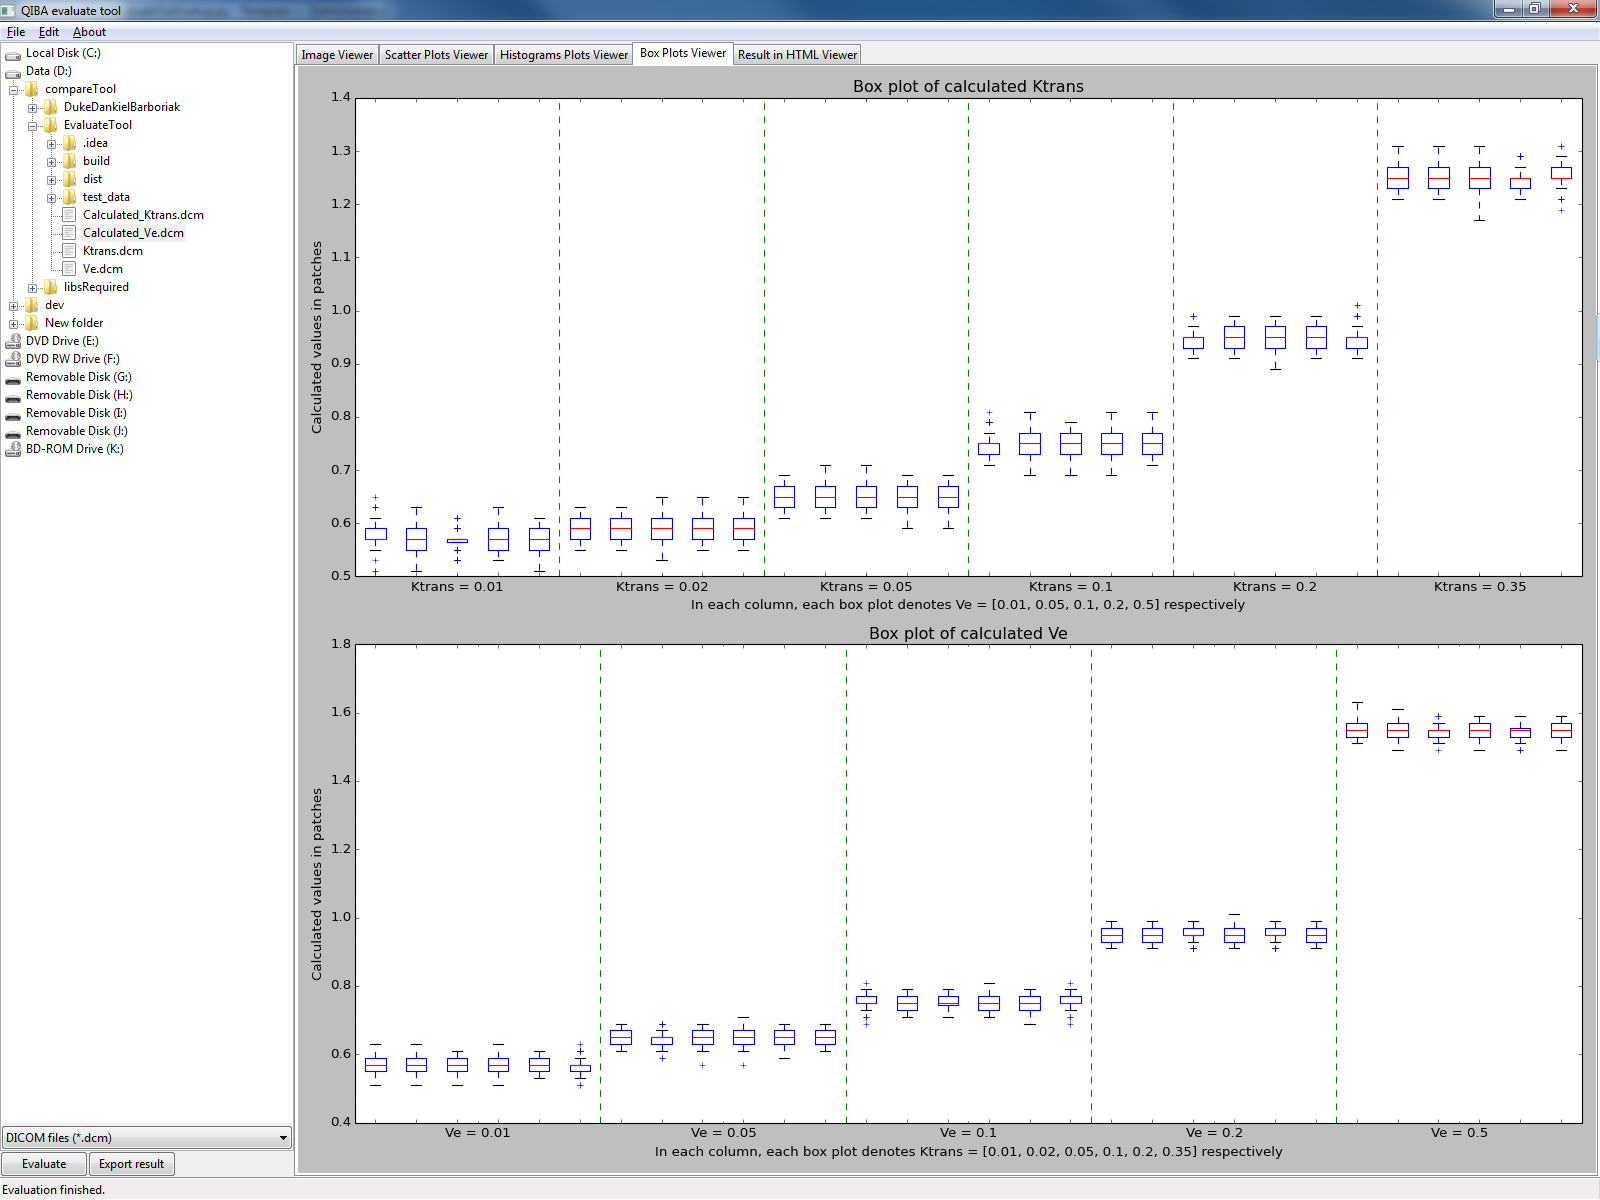 QIBA evaluate tool
File Edit About
Local Disk (C:)
Data (D:)
compareTool
DukeDankielBarboriak
EvaluateTool
.idea
build
dist
test_data
Calculated_Ktrans.dcm
Calculated_Ve.dcm
Ktrans.dcm
Ve.dcm
libsRequired
dev
New folder
DVD Drive (E:)
DVD RW Drive (F:)
Removable Disk (G:)
Removable Disk (H:)
Removable Disk (I:)
Removable Disk (J:)
BD-ROM Drive (K:)
DICOM files (*.dcm)
Evaluate Export result
Evaluation finished.
Image Viewer Scatter Plots Viewer Histograms Plots Viewer Box Plots Viewer Result in HTML Viewer
Box plot of calculated Ktrans
Calculated values in patches
1.4
1.3
1.2
1.1
1.0
0.9
0.8
0.7
0.6
0.5
Ktrans = 0.01 Ktrans = 0.02 Ktrans = 0.05 Ktrans = 0.1 Ktrans = 0.2 Ktrans = 0.35
In each column, each box plot denotes Ve = [0.01, 0.05, 0.1, 0.2, 0.5] respectively
Box plot of calculated Ve
Calculated values in patches
1.8
1.6
1.4
1.2
1.0
0.8
0.6
0.4
Ve = 0.01 Ve = 0.05 Ve = 0.1 Ve = 0.2 Ve = 0.5
In each column, each box plot denotes Ktrans = [0.01, 0.02, 0.05, 0.1, 0.2, 0.35] respectively